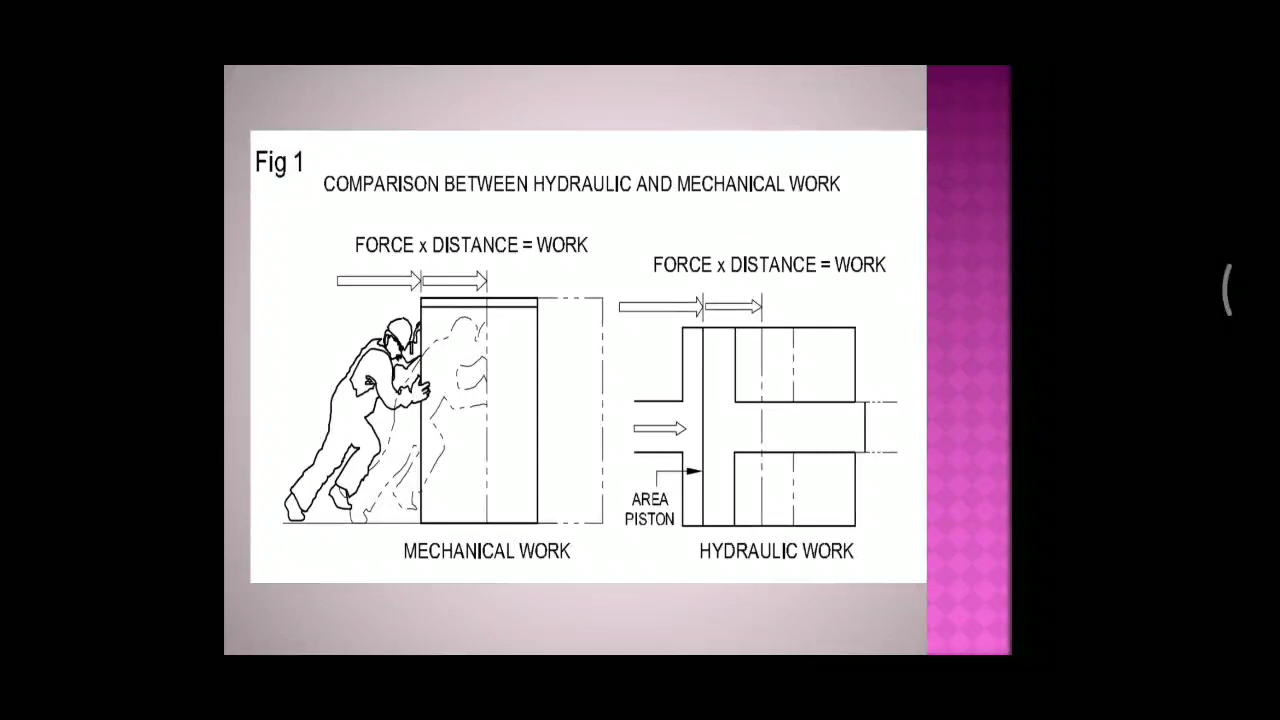 Fig 1
COMPARISON BETWEEN HYDRAULIC AND MECHANICAL WORK
FORCE x DISTANCE = WORK
FORCE x DISTANCE = WORK
AREA
PISTON
MECHANICAL WORK
HYDRAULIC WORK